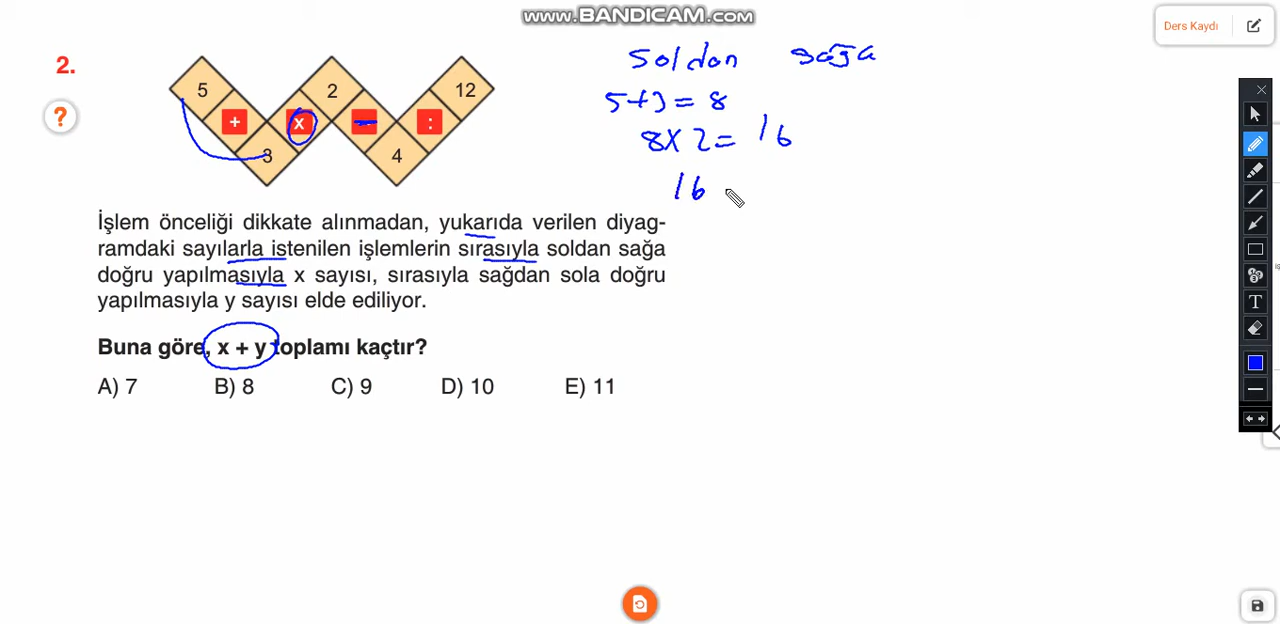 www.BANDICAM.com
Ders Kaydı
2.
5 + 3 x 2 – 4 : 12
?
Soldan sağa
5+3=8
8x2=16
16
İşlem önceliği dikkate alınmadan, yukarıda verilen diyag-
ramdaki sayılarla istenilen işlemlerin sırasıyla soldan sağa
doğru yapılmasıyla x sayısı, sırasıyla sağdan sola doğru
yapılmasıyla y sayısı elde ediliyor.
Buna göre, x + y toplamı kaçtır?
A) 7 B) 8 C) 9 D) 10 E) 11
T